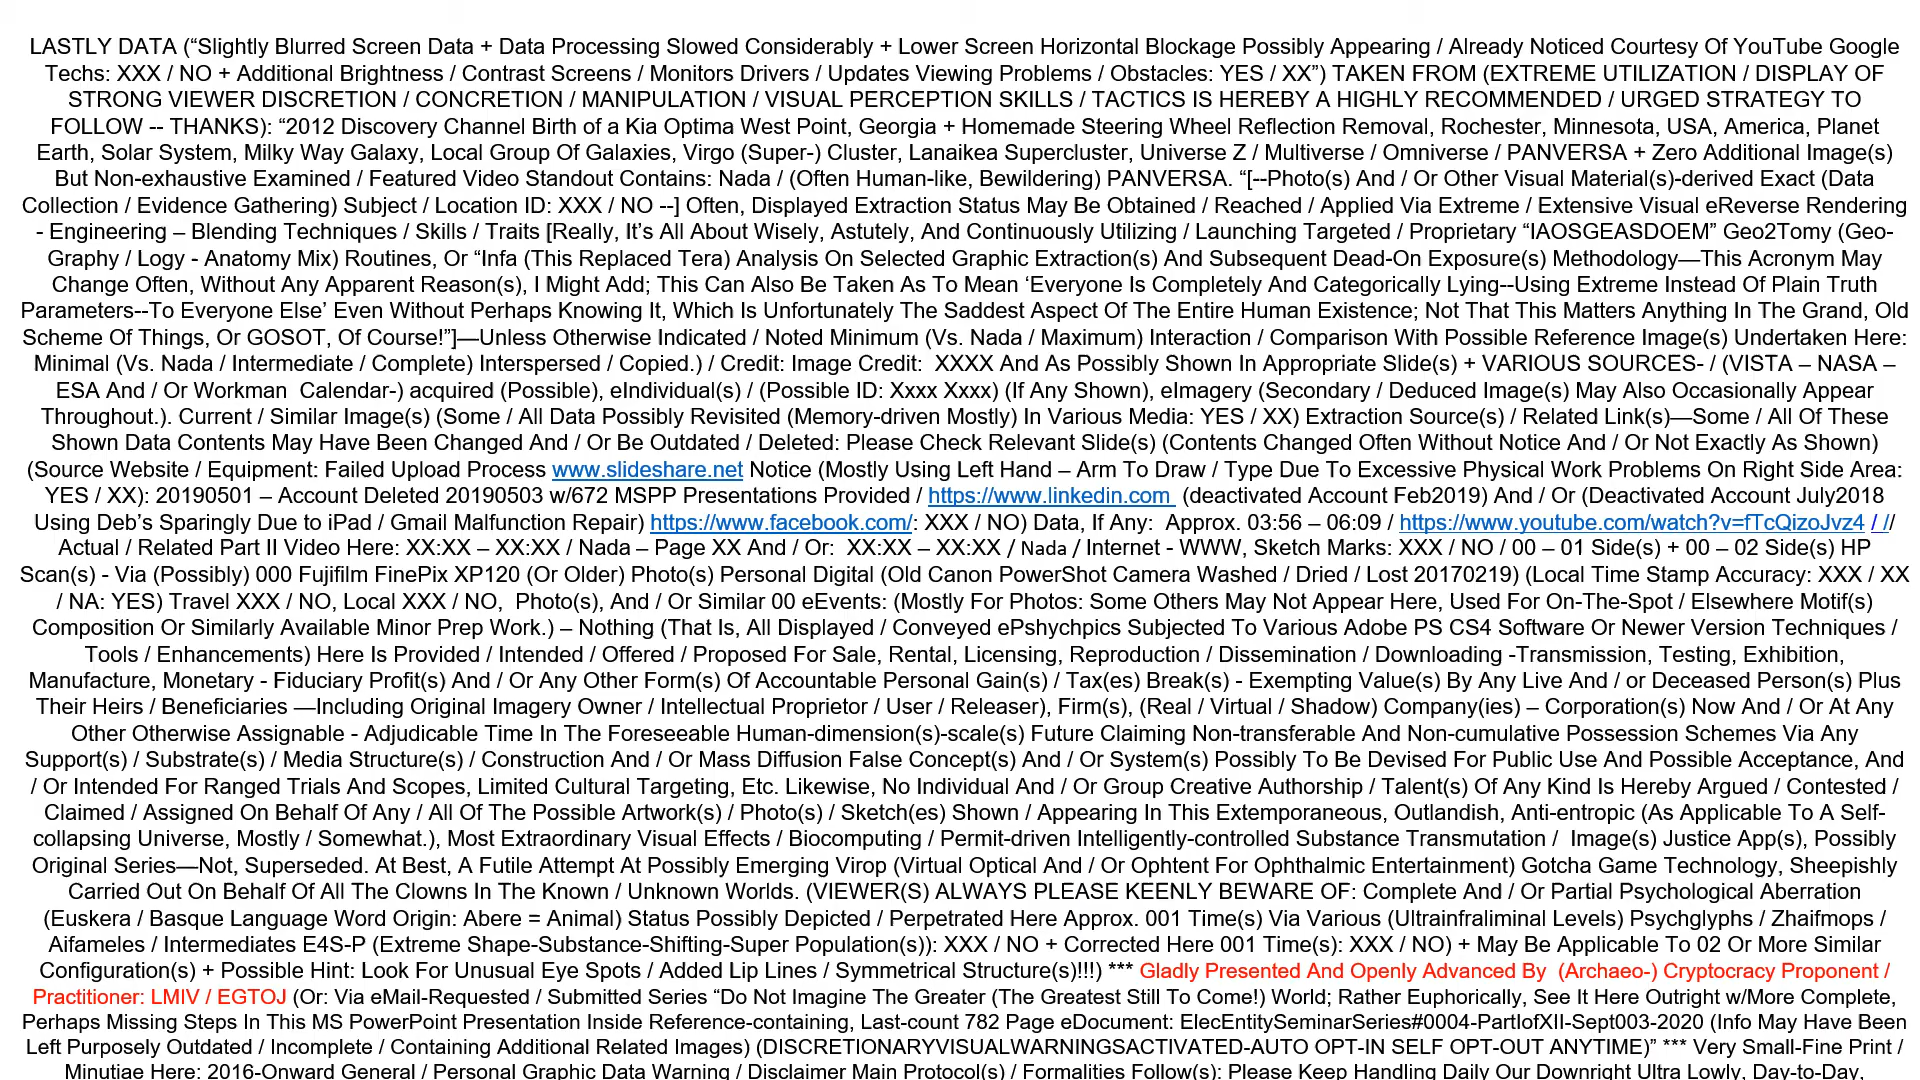 LASTLY DATA (“Slightly Blurred Screen Data + Data Processing Slowed Considerably + Lower Screen Horizontal Blockage Possibly Appearing / Already Noticed Courtesy Of YouTube Google
Techs: XXX / NO + Additional Brightness / Contrast Screens / Monitors Drivers / Updates Viewing Problems / Obstacles: YES / XX”) TAKEN FROM (EXTREME UTILIZATION / DISPLAY OF
STRONG VIEWER DISCRETION / CONCRETION / MANIPULATION / VISUAL PERCEPTION SKILLS / TACTICS IS HEREBY A HIGHLY RECOMMENDED / URGED STRATEGY TO
FOLLOW -- THANKS): “2012 Discovery Channel Birth of a Kia Optima West Point, Georgia + Homemade Steering Wheel Reflection Removal, Rochester, Minnesota, USA, America, Planet
Earth, Solar System, Milky Way Galaxy, Local Group Of Galaxies, Virgo (Super-) Cluster, Lanaikea Supercluster, Universe Z / Multiverse / Omniverse / PANVERSA + Zero Additional Image(s)
But Non-exhaustive Examined / Featured Video Standout Contains: Nada / (Often Human-like, Bewildering) PANVERSA. “[--Photo(s) And / Or Other Visual Material(s)-derived Exact (Data
Collection / Evidence Gathering) Subject / Location ID: XXX / NO --] Often, Displayed Extraction Status May Be Obtained / Reached / Applied Via Extreme / Extensive Visual eReverse Rendering
- Engineering – Blending Techniques / Skills / Traits [Really, It’s All About Wisely, Astutely, And Continuously Utilizing / Launching Targeted / Proprietary “IAOSGEASDOEM” Geo2Tomy (Geo-
Graphy / Logy - Anatomy Mix) Routines, Or “Infa (This Replaced Tera) Analysis On Selected Graphic Extraction(s) And Subsequent Dead-On Exposure(s) Methodology—This Acronym May
Change Often, Without Any Apparent Reason(s), I Might Add; This Can Also Be Taken As To Mean ‘Everyone Is Completely And Categorically Lying--Using Extreme Instead Of Plain Truth
Parameters--To Everyone Else’ Even Without Perhaps Knowing It, Which Is Unfortunately The Saddest Aspect Of The Entire Human Existence; Not That This Matters Anything In The Grand, Old
Scheme Of Things, Or GOSOT, Of Course!”]—Unless Otherwise Indicated / Noted Minimum (Vs. Nada / Maximum) Interaction / Comparison With Possible Reference Image(s) Undertaken Here:
Minimal (Vs. Nada / Intermediate / Complete) Interspersed / Copied.) / Credit: Image Credit:  XXXX And As Possibly Shown In Appropriate Slide(s) + VARIOUS SOURCES- / (VISTA – NASA –
ESA And / Or Workman  Calendar-) acquired (Possible), eIndividual(s) / (Possible ID: Xxxx Xxxx) (If Any Shown), eImagery (Secondary / Deduced Image(s) May Also Occasionally Appear
Throughout.). Current / Similar Image(s) (Some / All Data Possibly Revisited (Memory-driven Mostly) In Various Media: YES / XX) Extraction Source(s) / Related Link(s)—Some / All Of These
Shown Data Contents May Have Been Changed And / Or Be Outdated / Deleted: Please Check Relevant Slide(s) (Contents Changed Often Without Notice And / Or Not Exactly As Shown)
(Source Website / Equipment: Failed Upload Process www.slideshare.net Notice (Mostly Using Left Hand – Arm To Draw / Type Due To Excessive Physical Work Problems On Right Side Area:
YES / XX): 20190501 – Account Deleted 20190503 w/672 MSPP Presentations Provided / https://www.linkedin.com  (deactivated Account Feb2019) And / Or (Deactivated Account July2018
Using Deb’s Sparingly Due to iPad / Gmail Malfunction Repair) https://www.facebook.com/: XXX / NO) Data, If Any:  Approx. 03:56 – 06:09 / https://www.youtube.com/watch?v=fTcQizoJvz4 / //
Actual / Related Part II Video Here: XX:XX – XX:XX / Nada – Page XX And / Or:  XX:XX – XX:XX / Nada / Internet - WWW, Sketch Marks: XXX / NO / 00 – 01 Side(s) + 00 – 02 Side(s) HP
Scan(s) - Via (Possibly) 000 Fujifilm FinePix XP120 (Or Older) Photo(s) Personal Digital (Old Canon PowerShot Camera Washed / Dried / Lost 20170219) (Local Time Stamp Accuracy: XXX / XX
/ NA: YES) Travel XXX / NO, Local XXX / NO,  Photo(s), And / Or Similar 00 eEvents: (Mostly For Photos: Some Others May Not Appear Here, Used For On-The-Spot / Elsewhere Motif(s)
Composition Or Similarly Available Minor Prep Work.) – Nothing (That Is, All Displayed / Conveyed ePshychpics Subjected To Various Adobe PS CS4 Software Or Newer Version Techniques /
Tools / Enhancements) Here Is Provided / Intended / Offered / Proposed For Sale, Rental, Licensing, Reproduction / Dissemination / Downloading -Transmission, Testing, Exhibition,
Manufacture, Monetary - Fiduciary Profit(s) And / Or Any Other Form(s) Of Accountable Personal Gain(s) / Tax(es) Break(s) - Exempting Value(s) By Any Live And / or Deceased Person(s) Plus
Their Heirs / Beneficiaries —Including Original Imagery Owner / Intellectual Proprietor / User / Releaser), Firm(s), (Real / Virtual / Shadow) Company(ies) – Corporation(s) Now And / Or At Any
Other Otherwise Assignable - Adjudicable Time In The Foreseeable Human-dimension(s)-scale(s) Future Claiming Non-transferable And Non-cumulative Possession Schemes Via Any
Support(s) / Substrate(s) / Media Structure(s) / Construction And / Or Mass Diffusion False Concept(s) And / Or System(s) Possibly To Be Devised For Public Use And Possible Acceptance, And
/ Or Intended For Ranged Trials And Scopes, Limited Cultural Targeting, Etc. Likewise, No Individual And / Or Group Creative Authorship / Talent(s) Of Any Kind Is Hereby Argued / Contested /
Claimed / Assigned On Behalf Of Any / All Of The Possible Artwork(s) / Photo(s) / Sketch(es) Shown / Appearing In This Extemporaneous, Outlandish, Anti-entropic (As Applicable To A Self-
collapsing Universe, Mostly / Somewhat.), Most Extraordinary Visual Effects / Biocomputing / Permit-driven Intelligently-controlled Substance Transmutation /  Image(s) Justice App(s), Possibly
Original Series—Not, Superseded. At Best, A Futile Attempt At Possibly Emerging Virop (Virtual Optical And / Or Ophtent For Ophthalmic Entertainment) Gotcha Game Technology, Sheepishly
Carried Out On Behalf Of All The Clowns In The Known / Unknown Worlds. (VIEWER(S) ALWAYS PLEASE KEENLY BEWARE OF: Complete And / Or Partial Psychological Aberration
(Euskera / Basque Language Word Origin: Abere = Animal) Status Possibly Depicted / Perpetrated Here Approx. 001 Time(s) Via Various (Ultrainfraliminal Levels) Psychglyphs / Zhaifmops /
Aifameles / Intermediates E4S-P (Extreme Shape-Substance-Shifting-Super Population(s)): XXX / NO + Corrected Here 001 Time(s): XXX / NO) + May Be Applicable To 02 Or More Similar
Configuration(s) + Possible Hint: Look For Unusual Eye Spots / Added Lip Lines / Symmetrical Structure(s)!!!) *** Gladly Presented And Openly Advanced By  (Archaeo-) Cryptocracy Proponent /
Practitioner: LMIV / EGTOJ (Or: Via eMail-Requested / Submitted Series “Do Not Imagine The Greater (The Greatest Still To Come!) World; Rather Euphorically, See It Here Outright w/More Complete,
Perhaps Missing Steps In This MS PowerPoint Presentation Inside Reference-containing, Last-count 782 Page eDocument: ElecEntitySeminarSeries#0004-PartIofXII-Sept003-2020 (Info May Have Been
Left Purposely Outdated / Incomplete / Containing Additional Related Images) (DISCRETIONARYVISUALWARNINGSACTIVATED-AUTO OPT-IN SELF OPT-OUT ANYTIME)” *** Very Small-Fine Print /
Minutiae Here: 2016-Onward General / Personal Graphic Data Warning / Disclaimer Main Protocol(s) / Formalities Follow(s): Please Keep Handling Daily Our Downright Ultra Lowly, Day-to-Day,